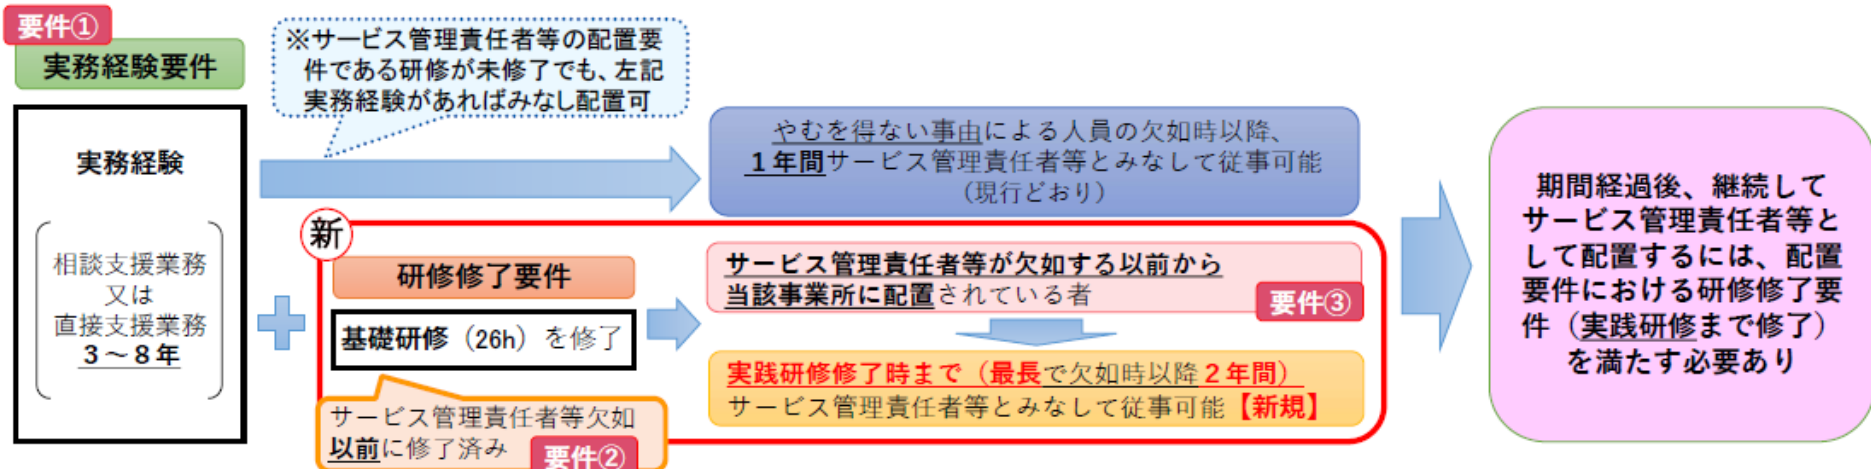 要件①
実務経験要件
実務経験
相談支援業務
又は
直接支援業務
3~8年
※サービス管理責任者等の配置要
件である研修が未修了でも、左記
実務経験があればみなし配置可
やむを得ない事由による人員の欠如時以降、
1年間サービス管理責任者等とみなして従事可能
(現行どおり)
新
研修修了要件
基礎研修(26h)を修了
サービス管理責任者等欠如
以前に修了済み
要件②
サービス管理責任者等が欠如する以前から
当該事業所に配置されている者
要件③
実践研修修了時まで(最長で欠如時以降2年間)
サービス管理責任者等とみなして従事可能【新規】
期間経過後、継続して
サービス管理責任者等と
して配置するには、配置
要件における研修修了要
件(実践研修まで修了)
を満たす必要あり